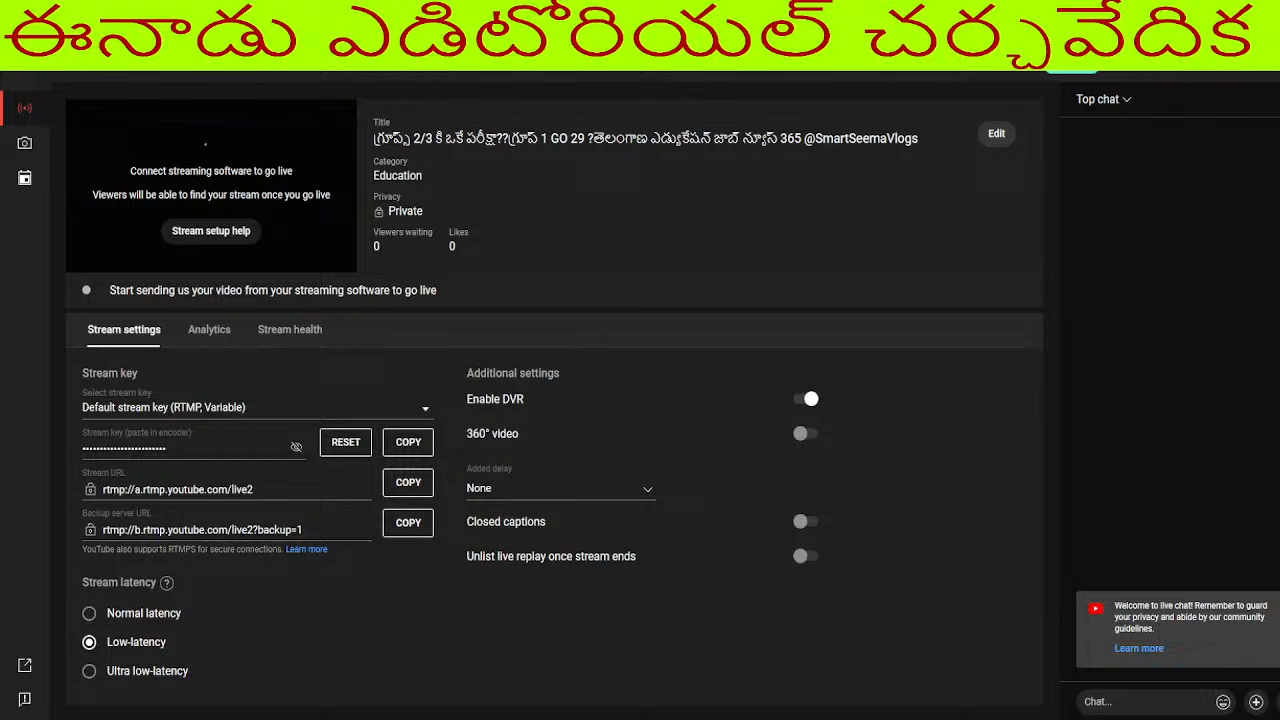 ఈనాడు ఎడిటోరియల్ చర్చవేదిక
Top chat
Connect streaming software to go live
Viewers will be able to find your stream once you go live
Stream setup help
Title
గ్రూప్స్ 2/3 కి ఒకే పరీక్షా??గ్రూప్ 1 GO 29 ?తెలంగాణ ఎడ్యుకేషన్ జాబ్ న్యూస్ 365 @SmartSeemaVlogs
Edit
Category
Education
Privacy
Private
Viewers waiting Likes
0 0
Start sending us your video from your streaming software to go live
Stream settings Analytics Stream health
Stream key
Select stream key
Default stream key (RTMP, Variable)
Stream key (paste in encoder)
•••••••••••••••••••••••• RESET COPY
Stream URL
rtmp://a.rtmp.youtube.com/live2 COPY
Backup server URL
rtmp://b.rtmp.youtube.com/live2?backup=1 COPY
YouTube also supports RTMPS for secure connections. Learn more
Stream latency ?
Normal latency
Low-latency
Ultra low-latency
Additional settings
Enable DVR
360° video
Added delay
None
Closed captions
Unlist live replay once stream ends
Welcome to live chat! Remember to guard
your privacy and abide by our community
guidelines.
Learn more
Chat...